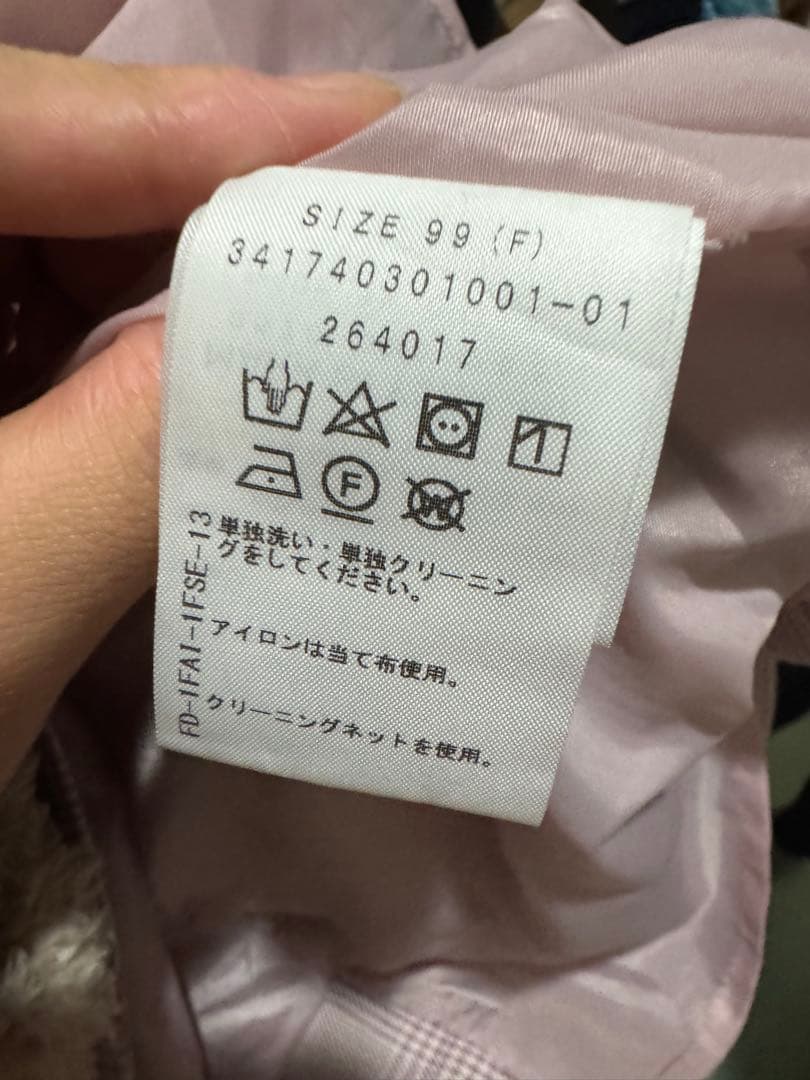 SIZE 99 (F)
341740301001-01
264017
F
W
単独洗い・単独クリーニン
グをしてください。
アイロンは当て布使用。
クリーニングネットを使用。
FD-1FA1-1FSE-13